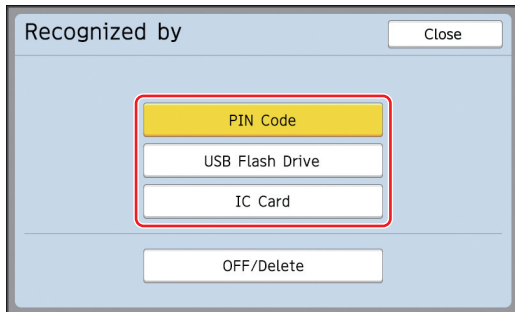 Recognized by
Close
PIN Code
USB Flash Drive
IC Card
OFF/Delete